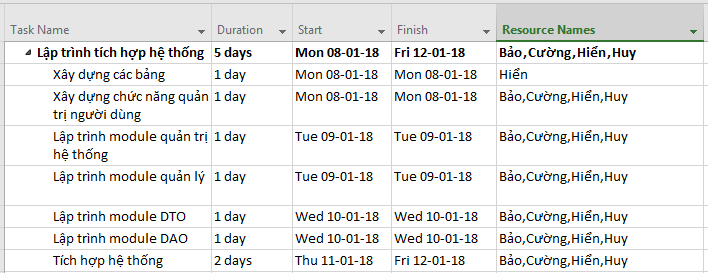 Task Name Duration Start Finish Resource Names
Lập trình tích hợp hệ thống 5 days Mon 08-01-18 Fri 12-01-18 Bảo,Cường,Hiển,Huy
Xây dựng các bảng 1 day Mon 08-01-18 Mon 08-01-18 Hiển
Xây dựng chức năng quản 1 day Mon 08-01-18 Mon 08-01-18 Bảo,Cường,Hiển,Huy
trị người dùng
Lập trình module quản trị 1 day Tue 09-01-18 Tue 09-01-18 Bảo,Cường,Hiển,Huy
hệ thống
Lập trình module quản lý 1 day Tue 09-01-18 Tue 09-01-18 Bảo,Cường,Hiển,Huy
Lập trình module DTO 1 day Wed 10-01-18 Wed 10-01-18 Bảo,Cường,Hiển,Huy
Lập trình module DAO 1 day Wed 10-01-18 Wed 10-01-18 Bảo,Cường,Hiển,Huy
Tích hợp hệ thống 2 days Thu 11-01-18 Fri 12-01-18 Bảo,Cường,Hiển,Huy